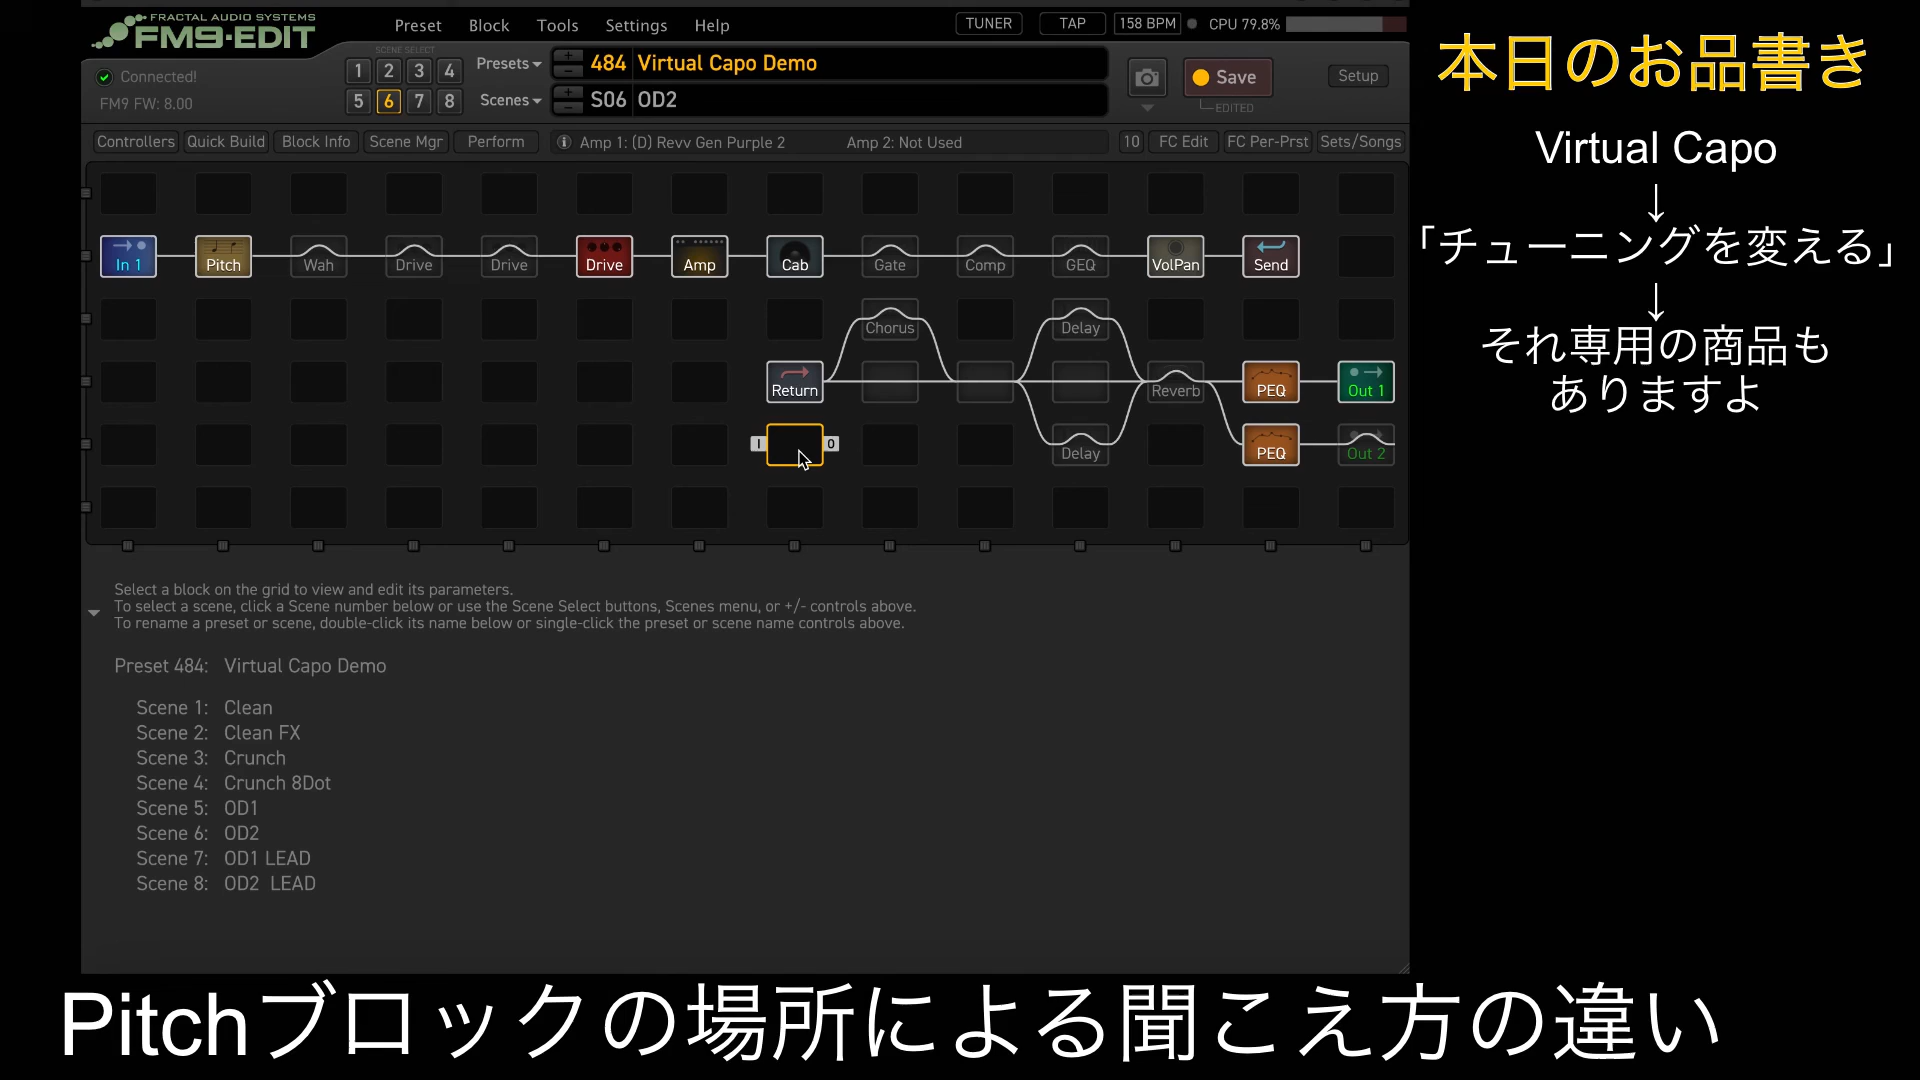 FRACTAL AUDIO SYSTEMS
FM9-EDIT
Preset Block Tools Settings Help
TUNER TAP 158 BPM CPU 79.8%
本日のお品書き
SCENE SELECT
Connected!
FM9 FW: 8.00
1 2 3 4
5 6 7 8
Presets
484 Virtual Capo Demo
Scenes
S06 OD2
Save
EDITED
Setup
Controllers Quick Build Block Info Scene Mgr Perform
Amp 1: (D) Revv Gen Purple 2 Amp 2: Not Used
10 FC Edit FC Per-Prst Sets/Songs
Virtual Capo
↓
「チューニングを変える」
↓
それ専用の商品も
ありますよ
In 1 Pitch Wah Drive Drive Drive Amp Cab Gate Comp GEQ VolPan Send
Chorus Delay
Return Reverb PEQ Out 1
I O Delay PEQ Out 2
Select a block on the grid to view and edit its parameters.
To select a scene, click a Scene number below or use the Scene Select buttons, Scenes menu, or +/- controls above.
To rename a preset or scene, double-click its name below or single-click the preset or scene name controls above.
Preset 484: Virtual Capo Demo
Scene 1: Clean
Scene 2: Clean FX
Scene 3: Crunch
Scene 4: Crunch 8Dot
Scene 5: OD1
Scene 6: OD2
Scene 7: OD1 LEAD
Scene 8: OD2 LEAD
Pitchブロックの場所による聞こえ方の違い